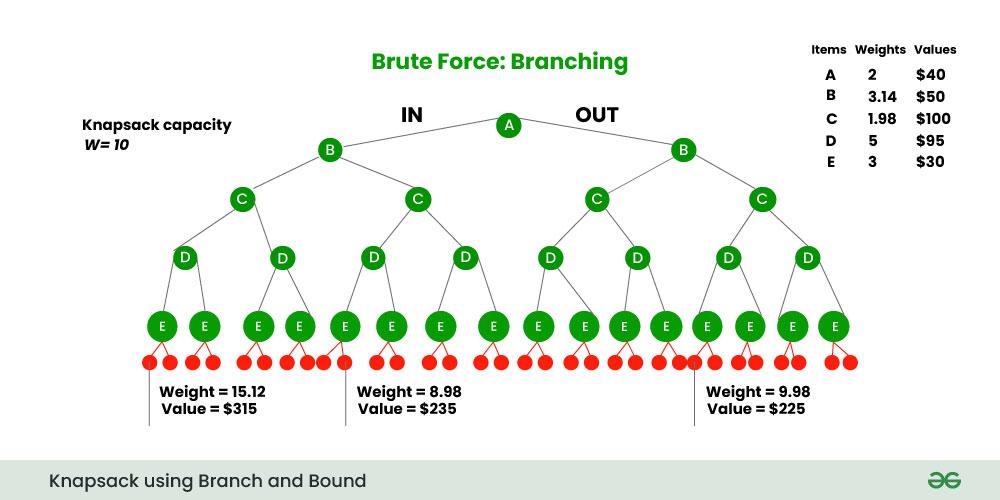 Brute Force: Branching
Items Weights Values
A 2 $40
B 3.14 $50
C 1.98 $100
D 5 $95
E 3 $30
Knapsack capacity
W= 10
IN OUT
A
B B
C C C C
D D D D D D D D
E E E E E E E E E E E E E E E
Weight = 15.12
Value = $315
Weight = 8.98
Value = $235
Weight = 9.98
Value = $225
Knapsack using Branch and Bound